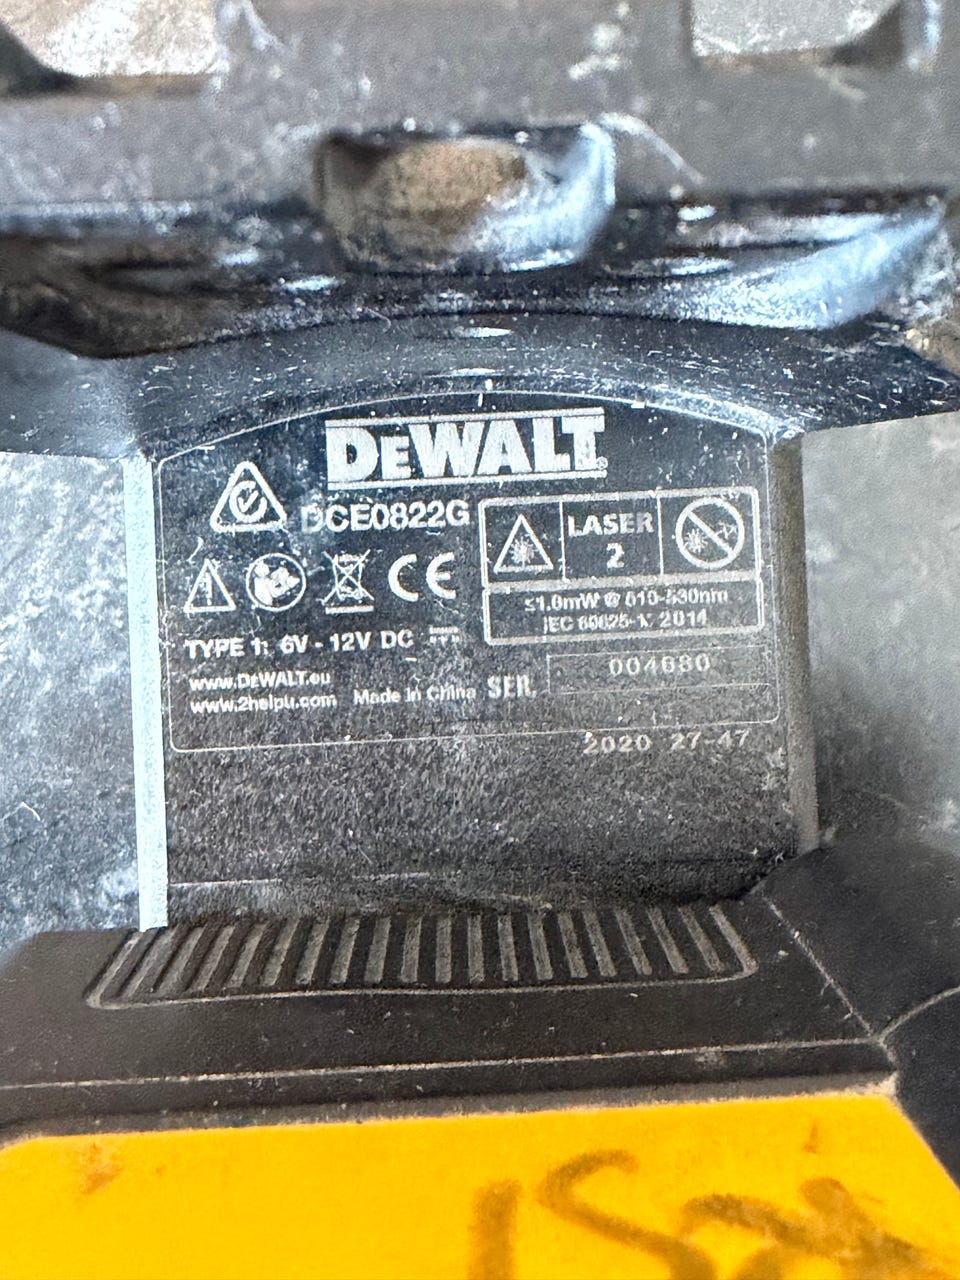 DEWALT
DCE0822G
LASER
2
≤1.0mW @ 510-530nm
IEC 60825-1: 2014
TYPE 1: 6V - 12V DC
www.DEWALT.eu
www.2helpu.com Made in China SER. 004680
2020 27-47